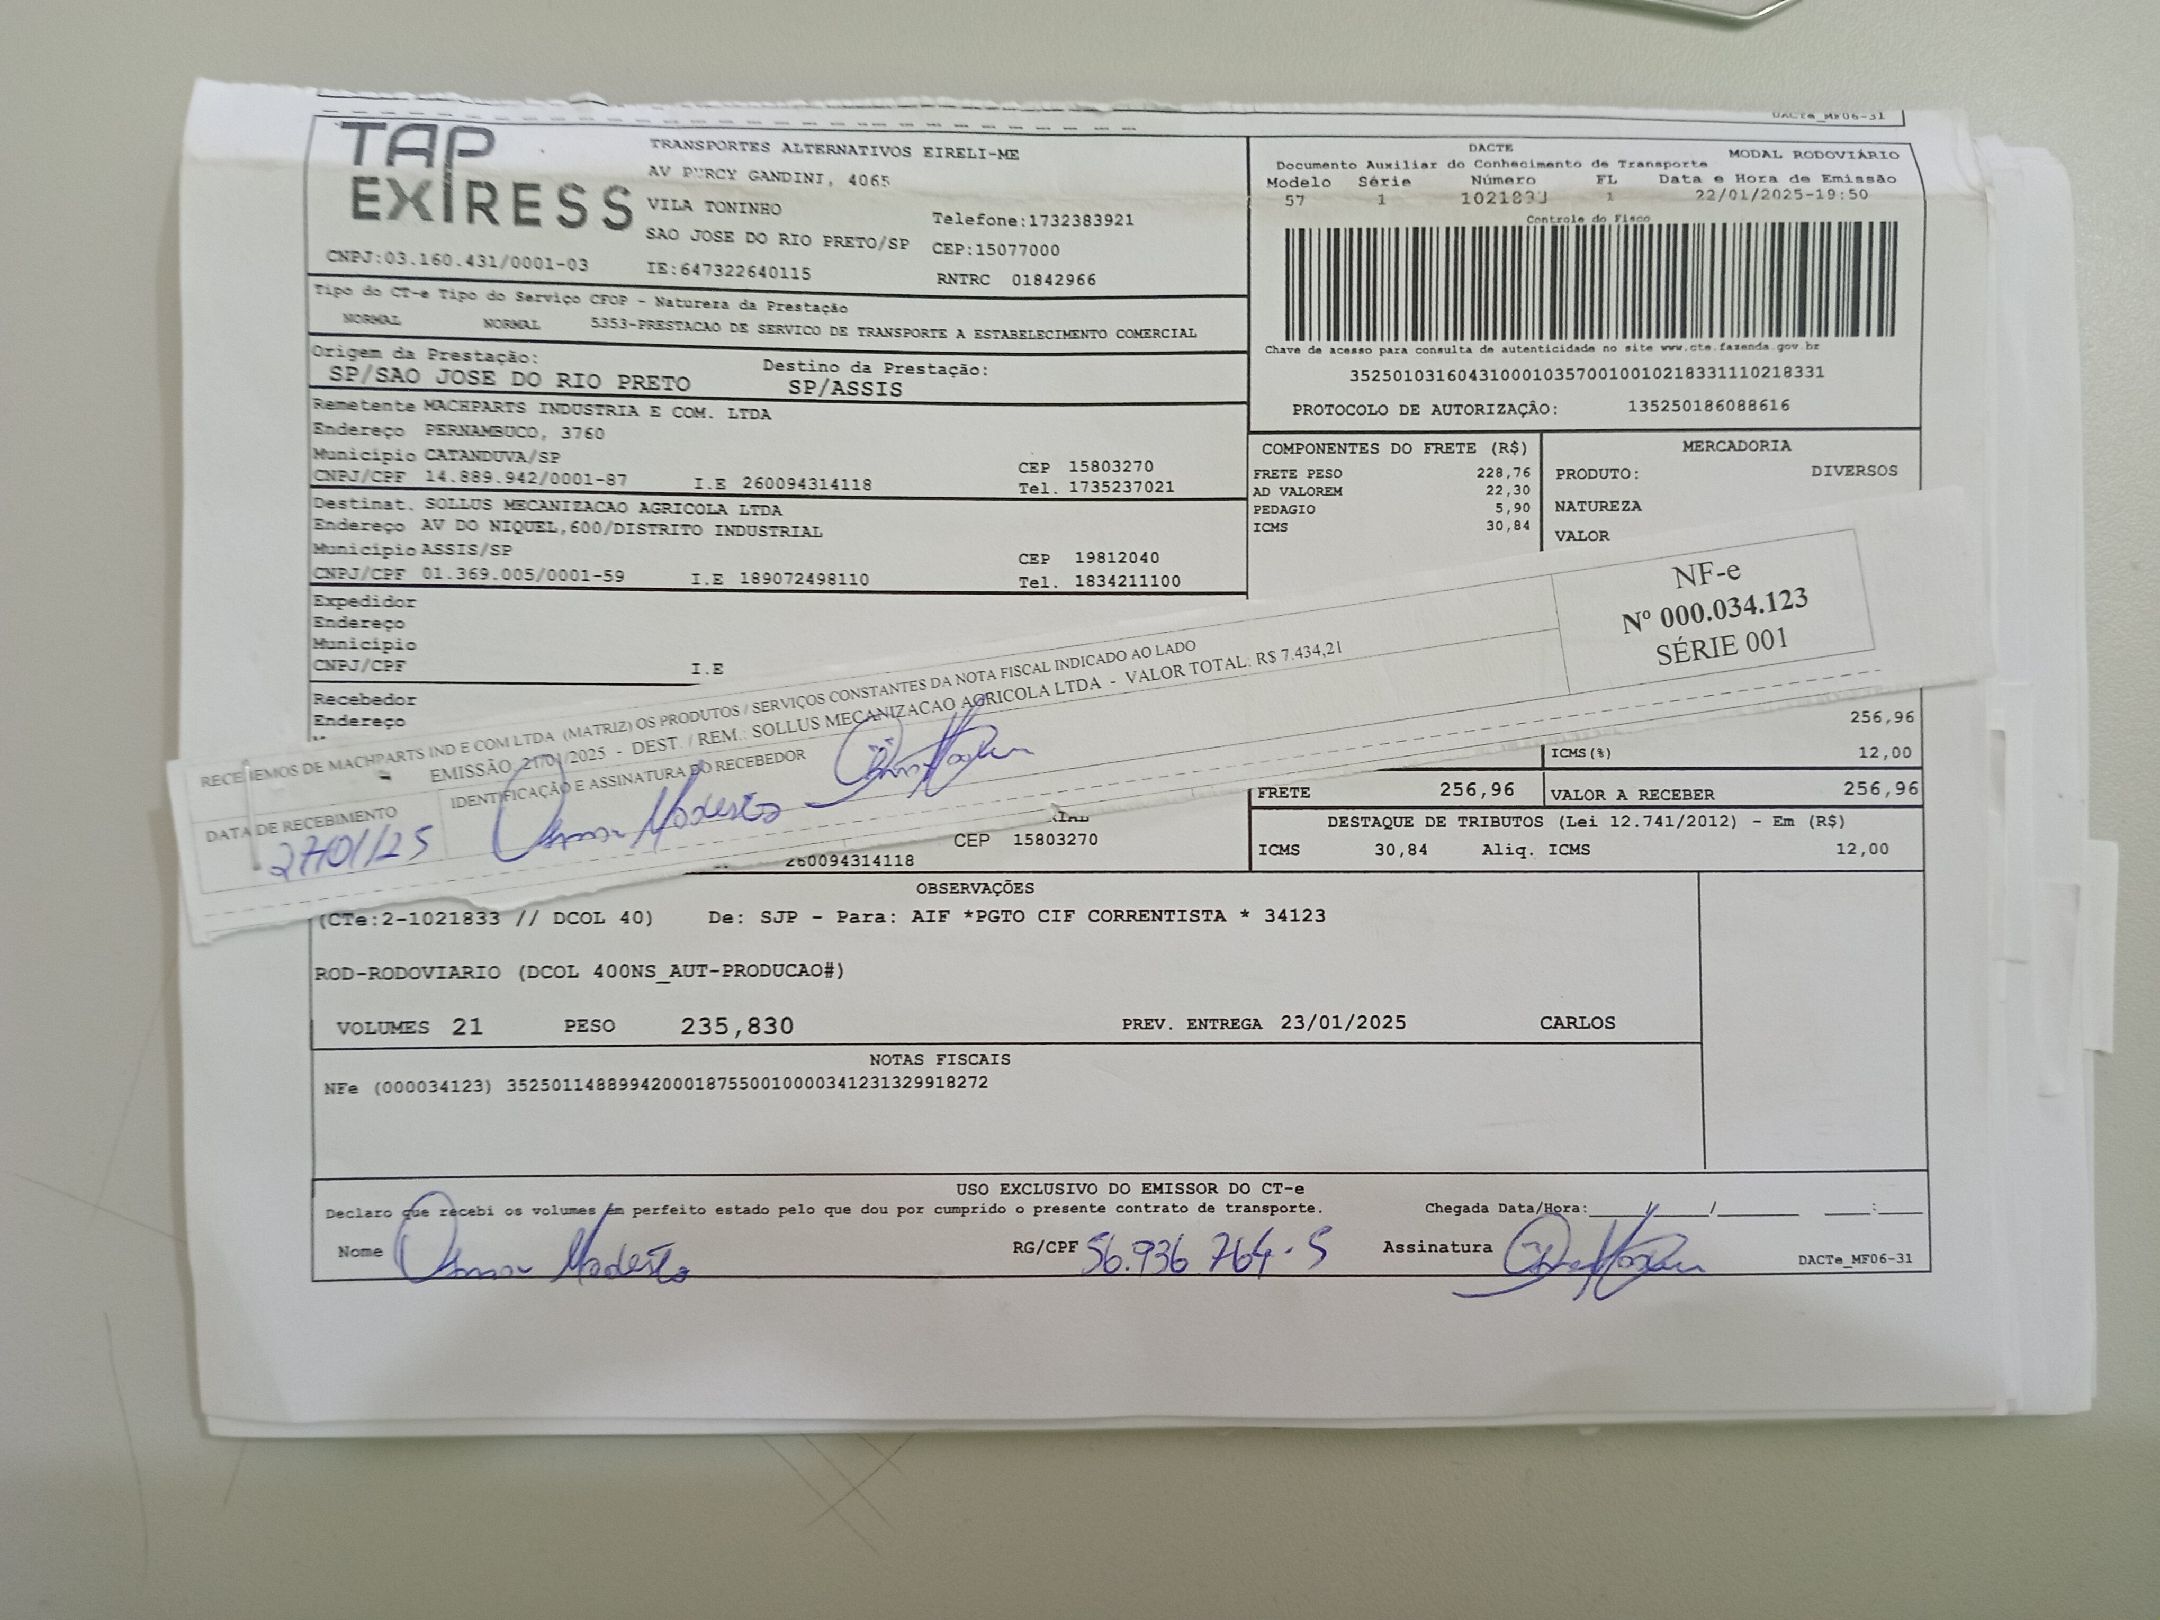 DACTe_MF06-31
TAP EXPRESS
TRANSPORTES ALTERNATIVOS EIRELI-ME
AV PERCY GANDINI, 4065
VILA TONINHO
Telefone:1732383921
SAO JOSE DO RIO PRETO/SP CEP:15077000
CNPJ:03.160.431/0001-03 IE:647322640115 RNTRC 01842966
DACTE
Documento Auxiliar do Conhecimento de Transporte MODAL RODOVIÁRIO
Modelo Série Número FL Data e Hora de Emissão
57 1 1021833 1 22/01/2025-19:50
Controle do Fisco
Chave de acesso para consulta de autenticidade no site www.cte.fazenda.gov.br
35250103160431000103570010010218331110218331
PROTOCOLO DE AUTORIZAÇÃO: 135250186088616
Tipo do CT-e Tipo do Serviço CFOP - Natureza da Prestação
NORMAL NORMAL 5353-PRESTACAO DE SERVICO DE TRANSPORTE A ESTABELECIMENTO COMERCIAL
Origem da Prestação: Destino da Prestação:
SP/SAO JOSE DO RIO PRETO SP/ASSIS
Remetente MACHPARTS INDUSTRIA E COM. LTDA
Endereço PERNAMBUCO, 3760
Município CATANDUVA/SP CEP 15803270
CNPJ/CPF 14.889.942/0001-87 I.E 260094314118 Tel. 1735237021
Destinat. SOLLUS MECANIZACAO AGRICOLA LTDA
Endereço AV DO NIQUEL,600/DISTRITO INDUSTRIAL
Município ASSIS/SP CEP 19812040
CNPJ/CPF 01.369.005/0001-59 I.E 189072498110 Tel. 1834211100
Expedidor
Endereço
Município
CNPJ/CPF I.E
Recebedor
Endereço
COMPONENTES DO FRETE (R$)
FRETE PESO 228,76
AD VALOREM 22,30
PEDAGIO 5,90
ICMS 30,84
MERCADORIA
PRODUTO: DIVERSOS
NATUREZA
VALOR
NF-e
Nº 000.034.123
SÉRIE 001
RECEBEMOS DE MACHPARTS IND E COM LTDA (MATRIZ) OS PRODUTOS / SERVIÇOS CONSTANTES DA NOTA FISCAL INDICADO AO LADO
EMISSÃO 21/01/2025 - DEST. / REM.: SOLLUS MECANIZACAO AGRICOLA LTDA - VALOR TOTAL: R$ 7.434,21
DATA DE RECEBIMENTO IDENTIFICAÇÃO E ASSINATURA DO RECEBEDOR
27/01/25 Modesto
256,96
ICMS(%) 12,00
FRETE 256,96 VALOR A RECEBER 256,96
DESTAQUE DE TRIBUTOS (Lei 12.741/2012) - Em (R$)
ICMS 30,84 Aliq. ICMS 12,00
CEP 15803270
260094314118
OBSERVAÇÕES
(CTe:2-1021833 // DCOL 40) De: SJP - Para: AIF *PGTO CIF CORRENTISTA * 34123
ROD-RODOVIARIO (DCOL 400NS_AUT-PRODUCAO#)
VOLUMES 21 PESO 235,830 PREV. ENTREGA 23/01/2025 CARLOS
NOTAS FISCAIS
NFe (000034123) 35250114889942000187550010000341231329918272
USO EXCLUSIVO DO EMISSOR DO CT-e
Declaro que recebi os volumes em perfeito estado pelo que dou por cumprido o presente contrato de transporte. Chegada Data/Hora:____/____/______ ___:___
Nome Modesto RG/CPF 56.936 764-5 Assinatura
DACTe_MF06-31